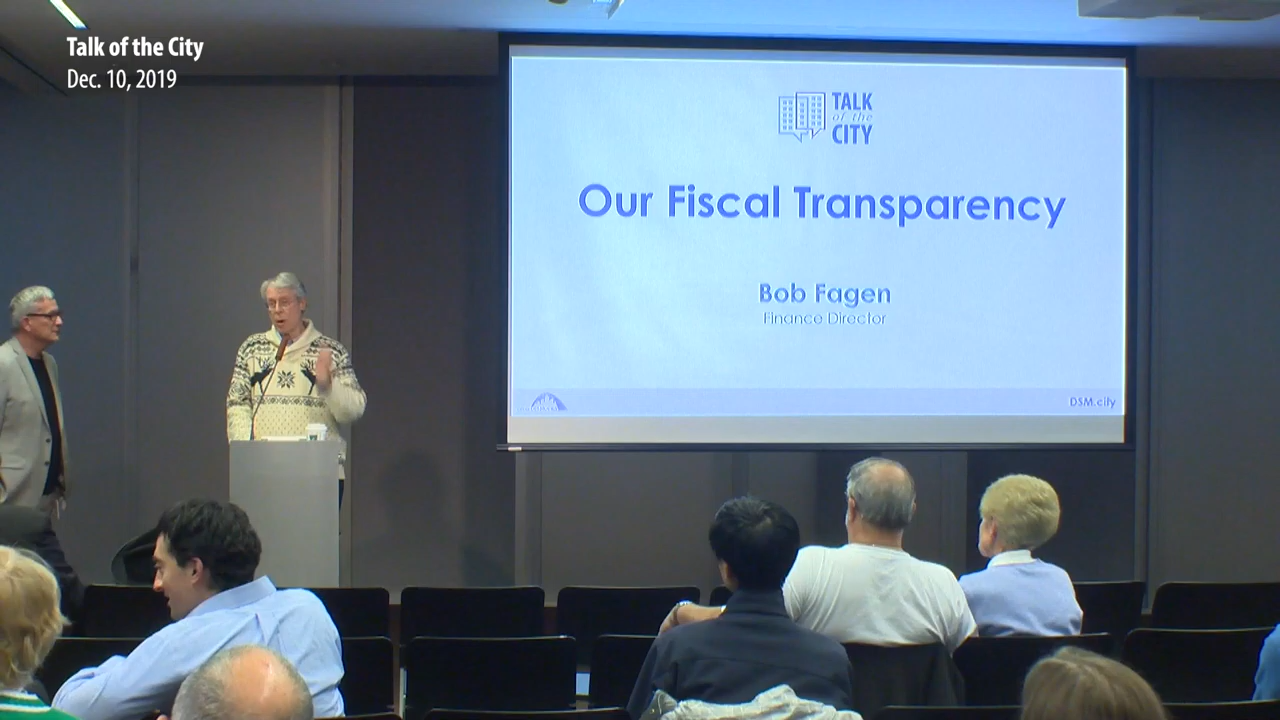 Talk of the City
Dec. 10, 2019
TALK
of the
CITY
Our Fiscal Transparency
Bob Fagen
Finance Director
DSM.city